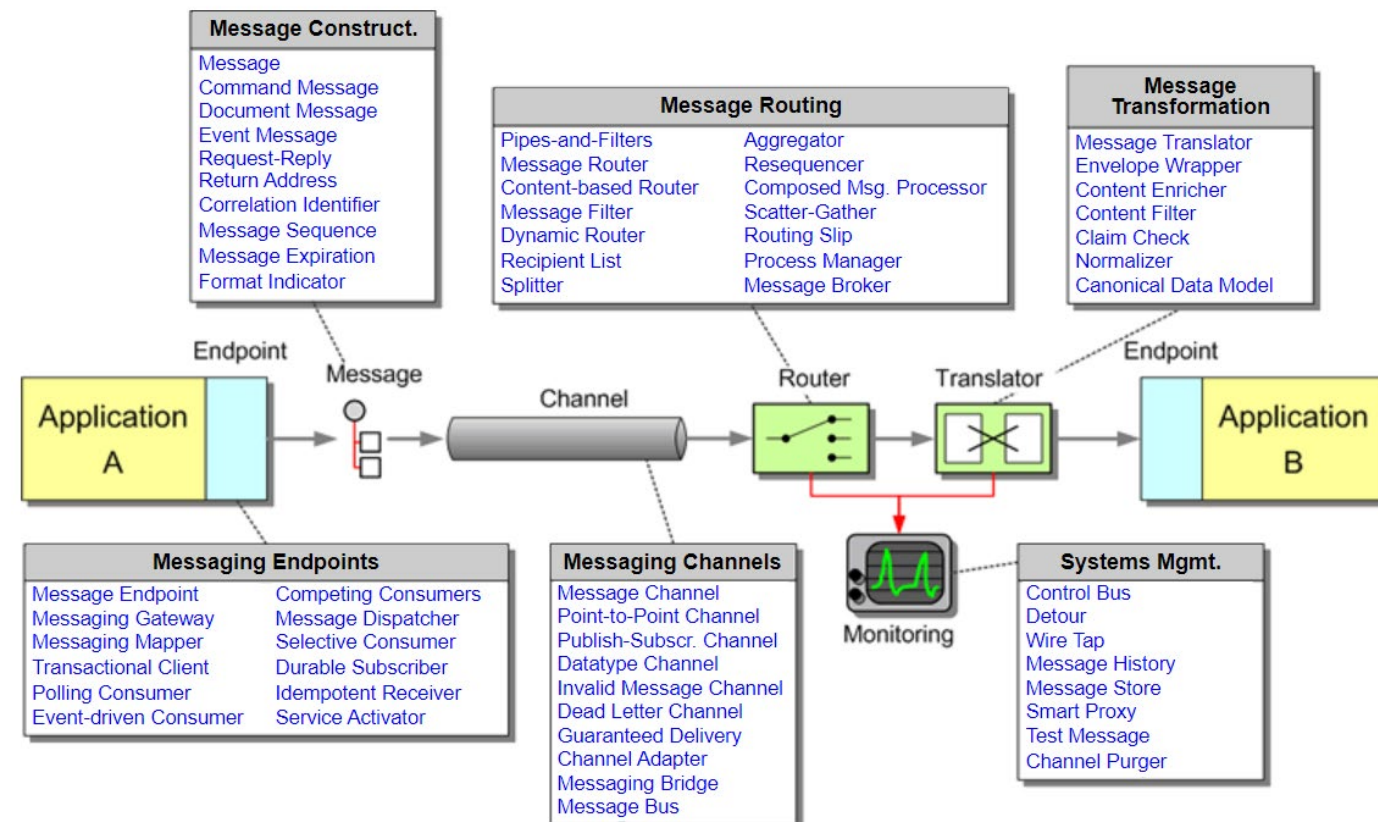 Message Construct.
Message
Command Message
Document Message
Event Message
Request-Reply
Return Address
Correlation Identifier
Message Sequence
Message Expiration
Format Indicator
Message Routing
Pipes-and-Filters
Message Router
Content-based Router
Message Filter
Dynamic Router
Recipient List
Splitter
Aggregator
Resequencer
Composed Msg. Processor
Scatter-Gather
Routing Slip
Process Manager
Message Broker
Message
Transformation
Message Translator
Envelope Wrapper
Content Enricher
Content Filter
Claim Check
Normalizer
Canonical Data Model
Endpoint
Application
A
Message
Channel
Router
Translator
Endpoint
Application
B
Messaging Endpoints
Message Endpoint
Messaging Gateway
Messaging Mapper
Transactional Client
Polling Consumer
Event-driven Consumer
Competing Consumers
Message Dispatcher
Selective Consumer
Durable Subscriber
Idempotent Receiver
Service Activator
Messaging Channels
Message Channel
Point-to-Point Channel
Publish-Subscr. Channel
Datatype Channel
Invalid Message Channel
Dead Letter Channel
Guaranteed Delivery
Channel Adapter
Messaging Bridge
Message Bus
Monitoring
Systems Mgmt.
Control Bus
Detour
Wire Tap
Message History
Message Store
Smart Proxy
Test Message
Channel Purger